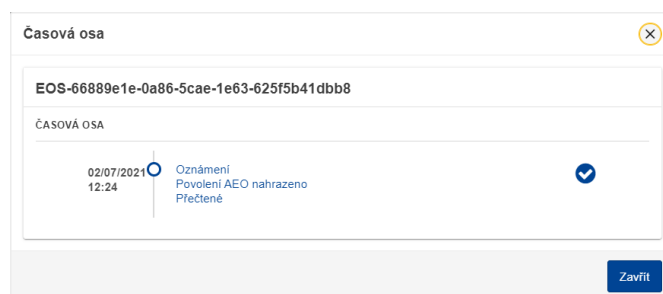 Časová osa
EOS-66889e1e-0a86-5cae-1e63-625f5b41dbb8
ČASOVÁ OSA
02/07/2021
12:24
Oznámení
Povolení AEO nahrazeno
Přečtené
Zavřít